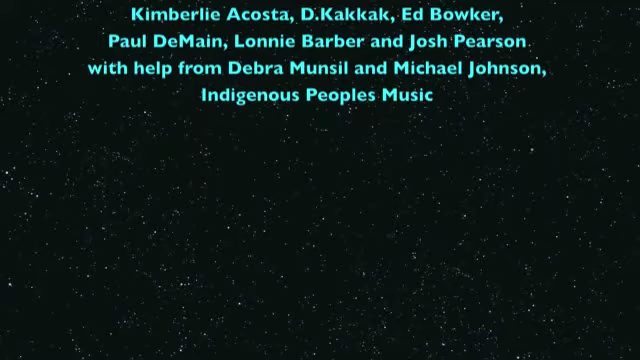 Kimberlie Acosta, D.Kakkak, Ed Bowker,
Paul DeMain, Lonnie Barber and Josh Pearson
with help from Debra Munsil and Michael Johnson,
Indigenous Peoples Music